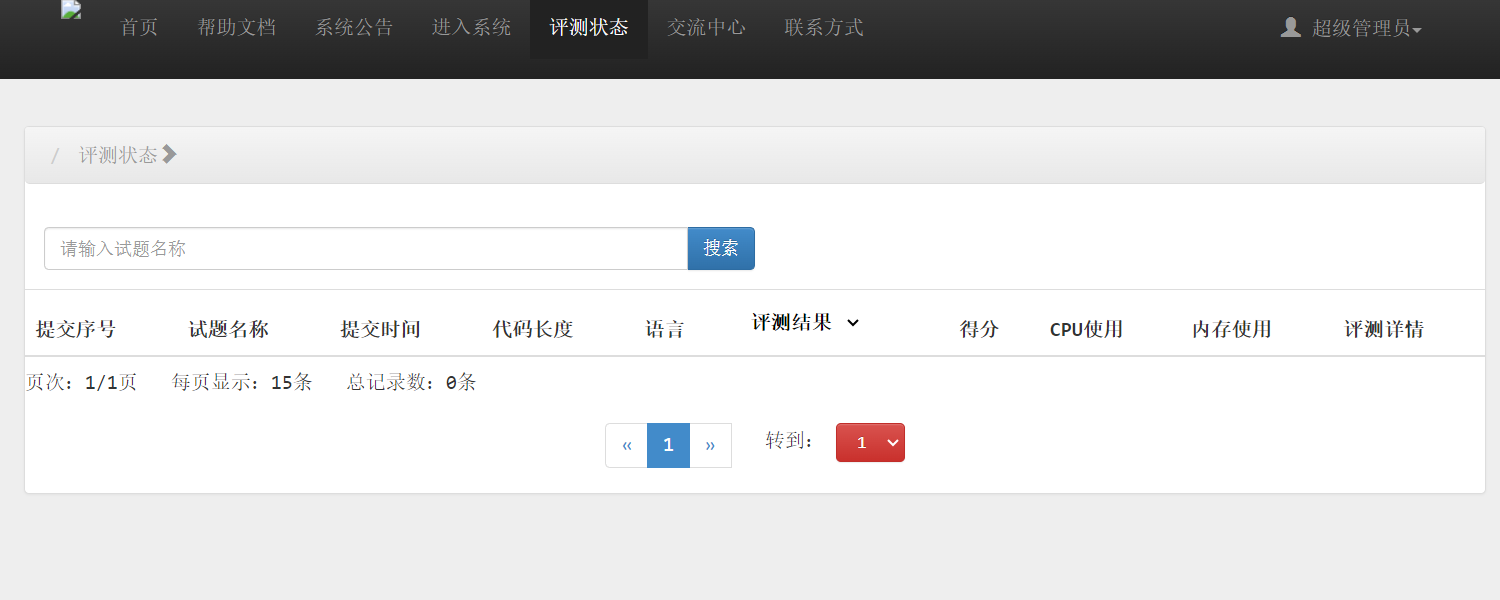 首页 帮助文档 系统公告 进入系统 评测状态 交流中心 联系方式 超级管理员
/ 评测状态
请输入试题名称 搜索
提交序号 试题名称 提交时间 代码长度 语言 评测结果 得分 CPU使用 内存使用 评测详情
页次：1/1页 每页显示：15条 总记录数：0条
« 1 » 转到： 1